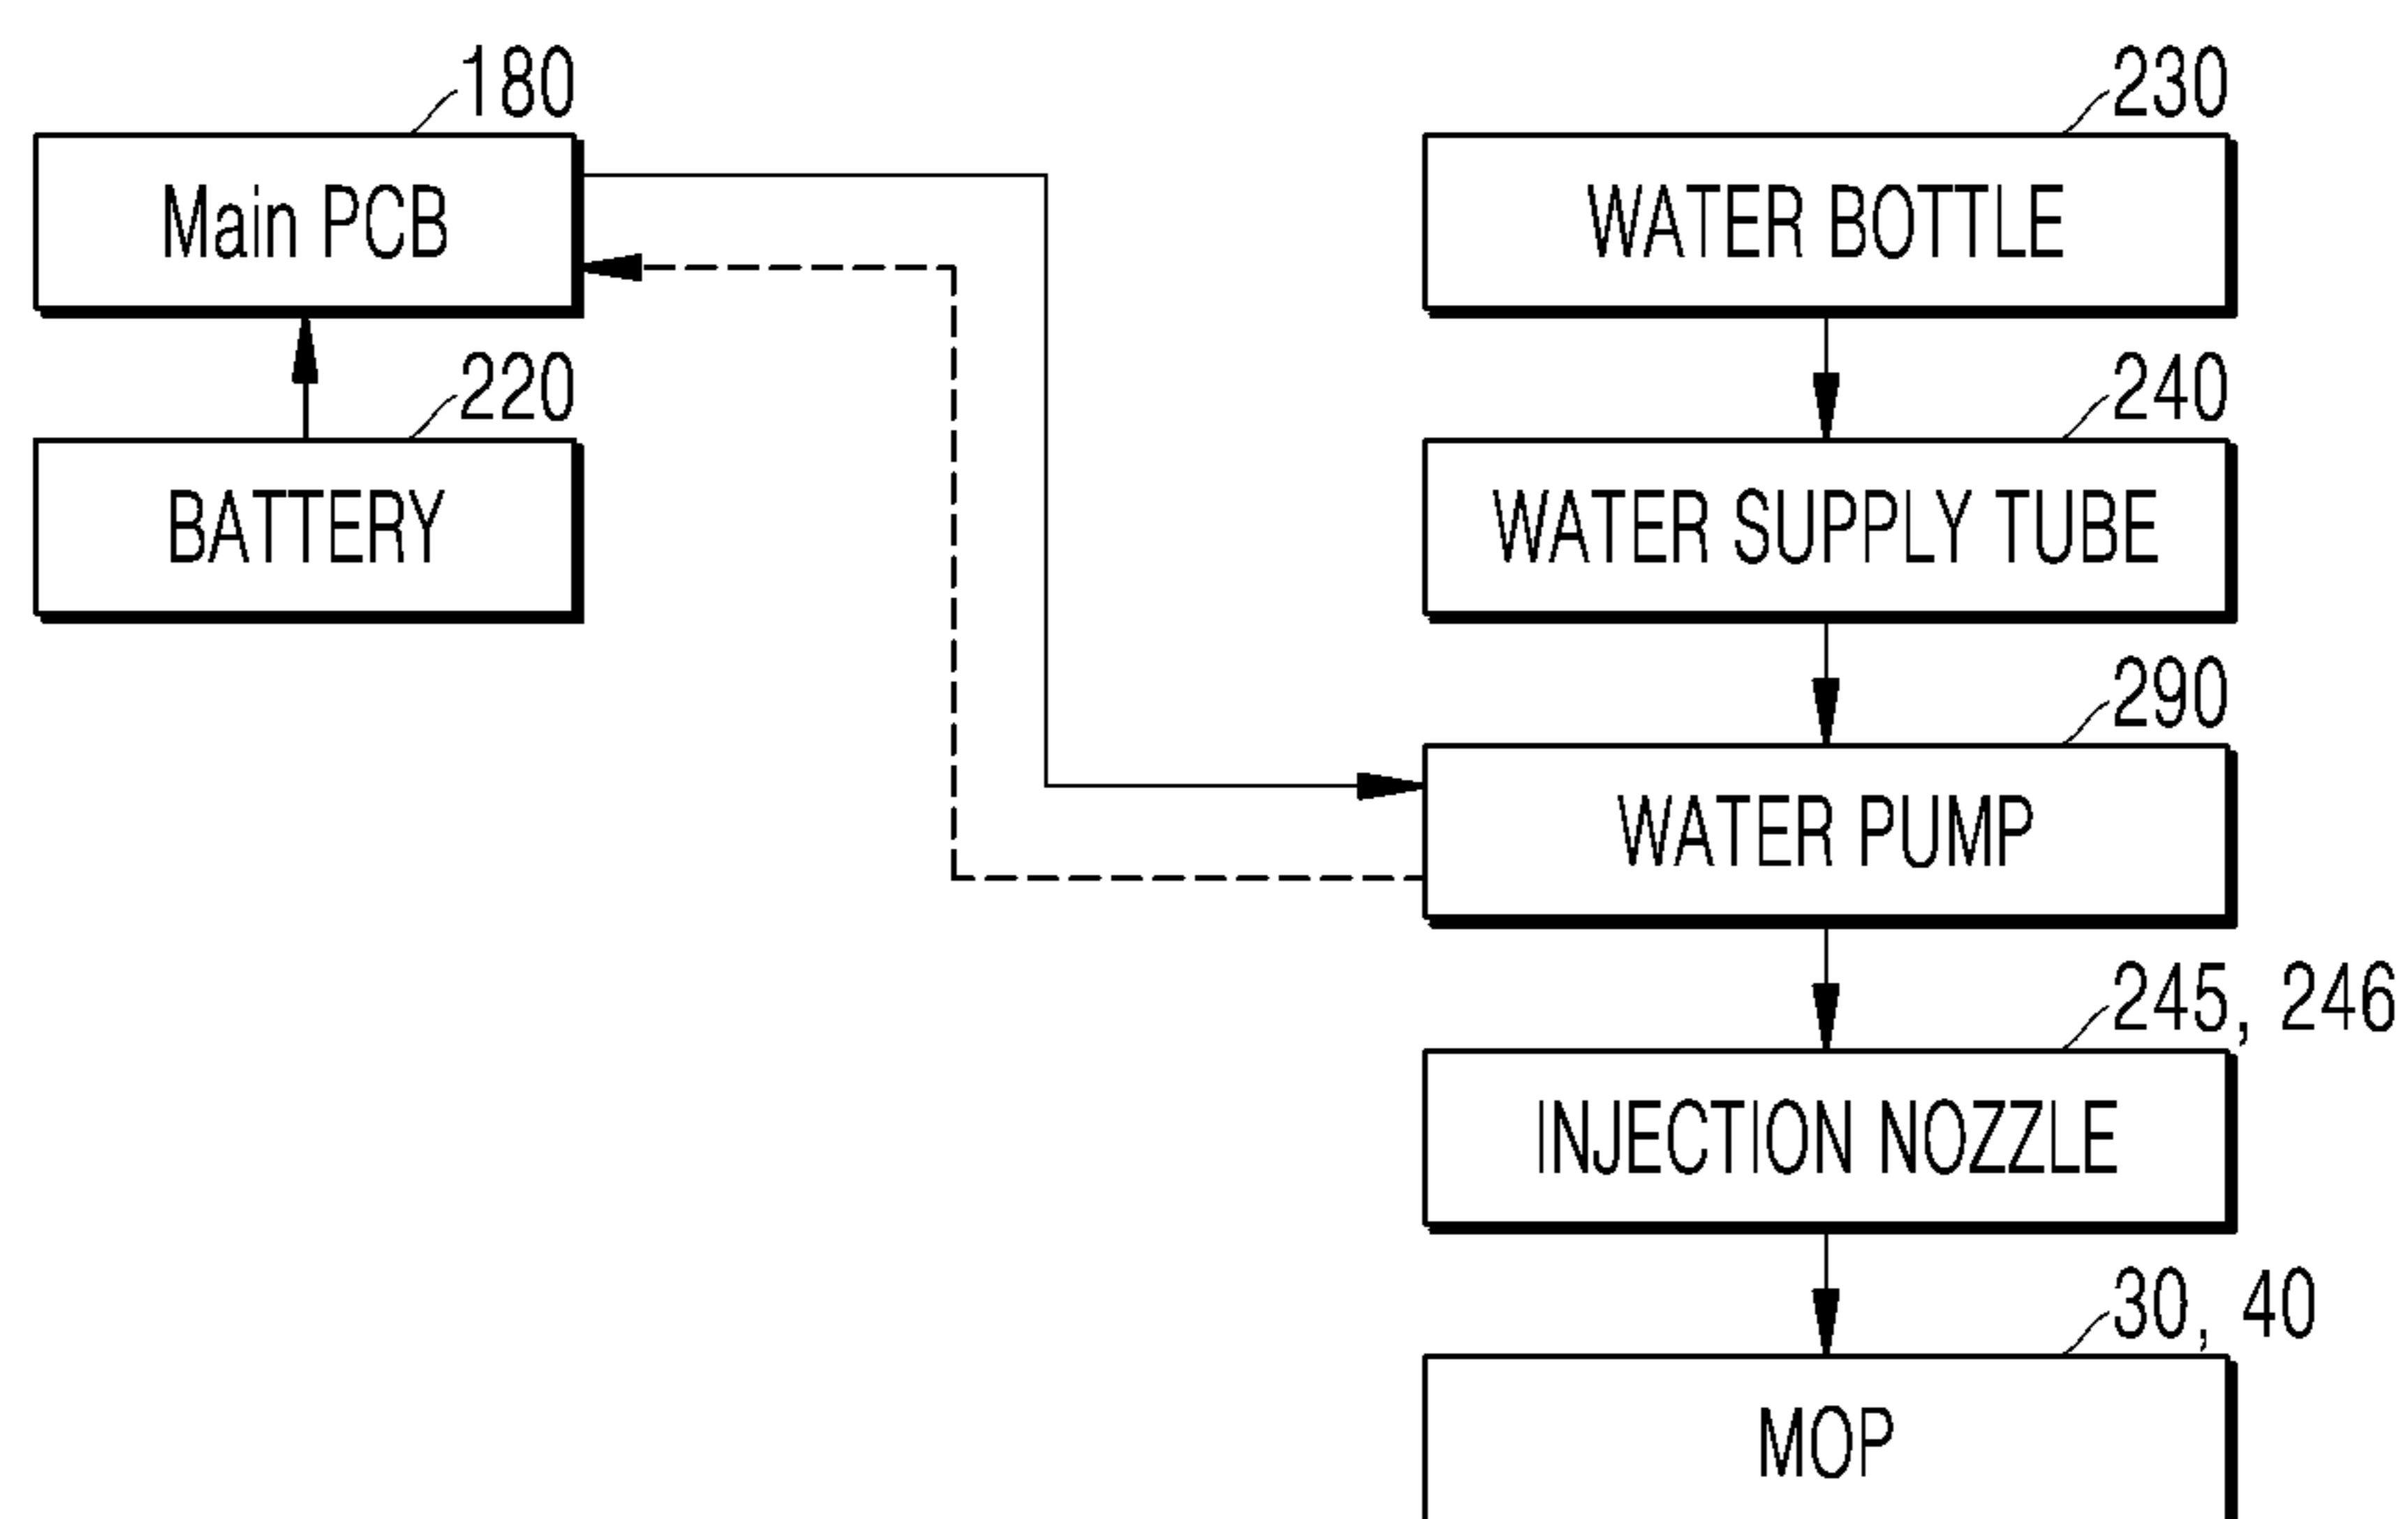 180
Main PCB
220
BATTERY
230
WATER BOTTLE
240
WATER SUPPLY TUBE
290
WATER PUMP
245, 246
INJECTION NOZZLE
30, 40
MOP